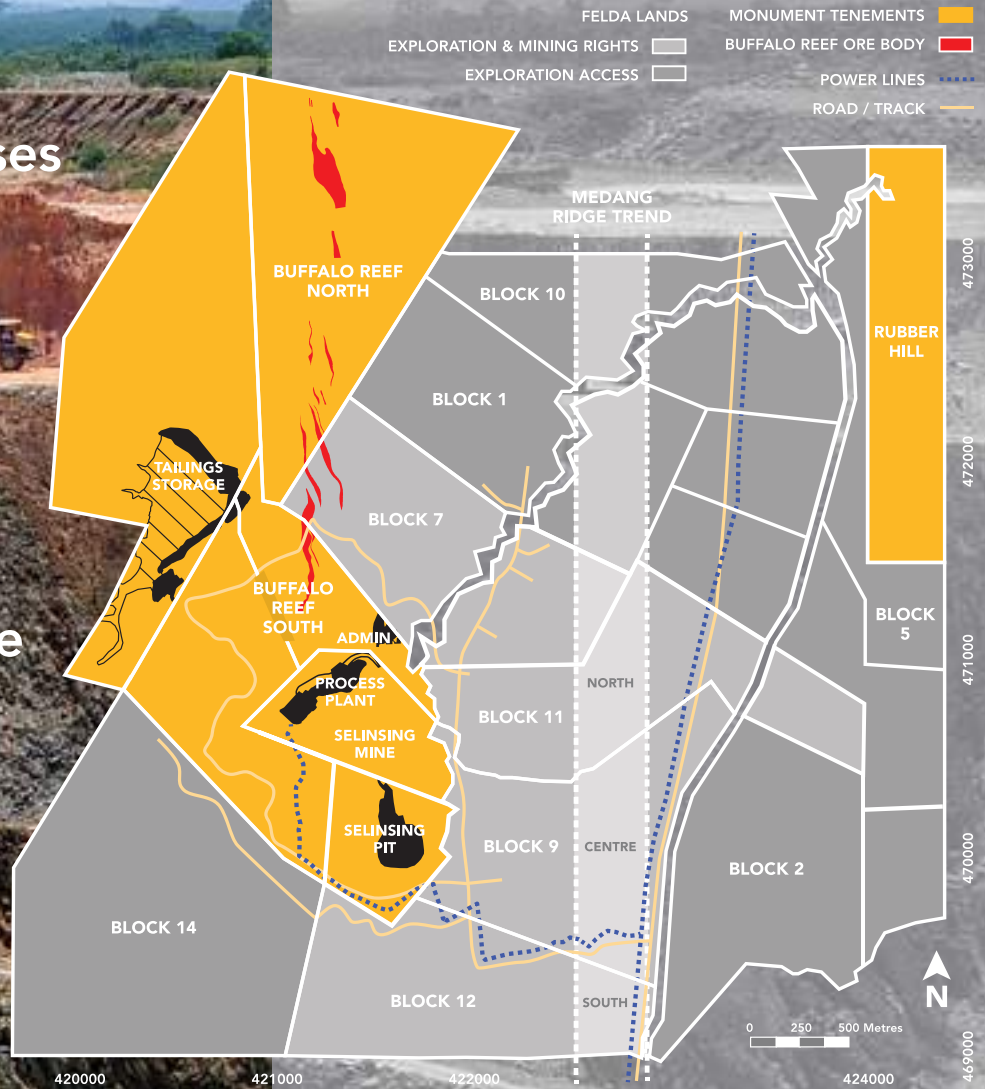 FELDA LANDS
EXPLORATION & MINING RIGHTS
EXPLORATION ACCESS
MONUMENT TENEMENTS
BUFFALO REEF ORE BODY
POWER LINES
ROAD / TRACK
ses
e
MEDANG
RIDGE TREND
BUFFALO REEF
NORTH
BLOCK 10
RUBBER
HILL
BLOCK 1
TAILINGS
STORAGE
BLOCK 7
BUFFALO
REEF
SOUTH
ADMIN
BLOCK
5
PROCESS
PLANT
NORTH
BLOCK 11
SELINSING
MINE
SELINSING
PIT
BLOCK 9
CENTRE
BLOCK 2
BLOCK 14
BLOCK 12
SOUTH
N
0 250 500 Metres
473000
472000
471000
470000
469000
420000
421000
422000
424000